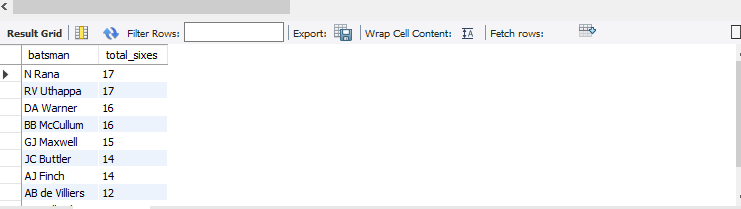 Result Grid Filter Rows: Export: Wrap Cell Content: Fetch rows:
batsman total_sixes
N Rana 17
RV Uthappa 17
DA Warner 16
BB McCullum 16
GJ Maxwell 15
JC Buttler 14
AJ Finch 14
AB de Villiers 12